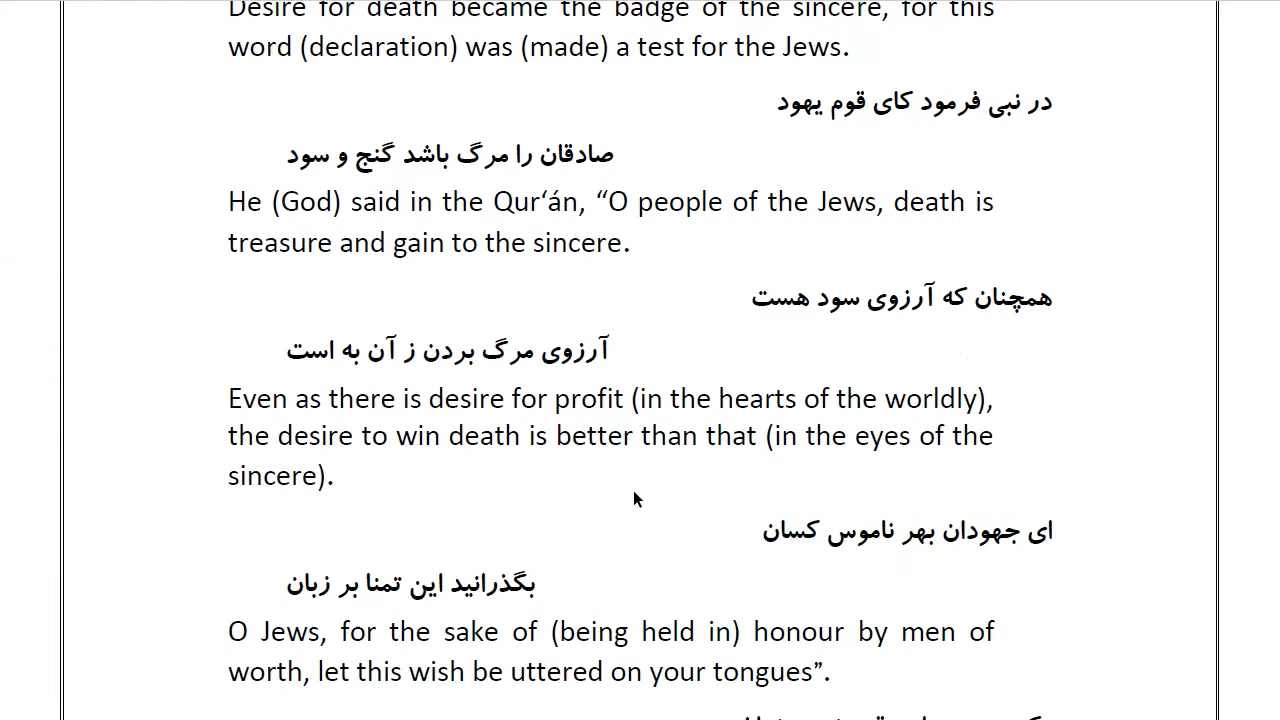 Desire for death became the badge of the sincere, for this
word (declaration) was (made) a test for the Jews.
در نبی فرمود کای قوم یهود
صادقان را مرگ باشد گنج و سود
He (God) said in the Qur‘án, “O people of the Jews, death is
treasure and gain to the sincere.
همچنان که آرزوی سود هست
آرزوی مرگ بردن ز آن به است
Even as there is desire for profit (in the hearts of the worldly),
the desire to win death is better than that (in the eyes of the
sincere).
ای جهودان بهر ناموس کسان
بگذرانید این تمنا بر زبان
O Jews, for the sake of (being held in) honour by men of
worth, let this wish be uttered on your tongues”.